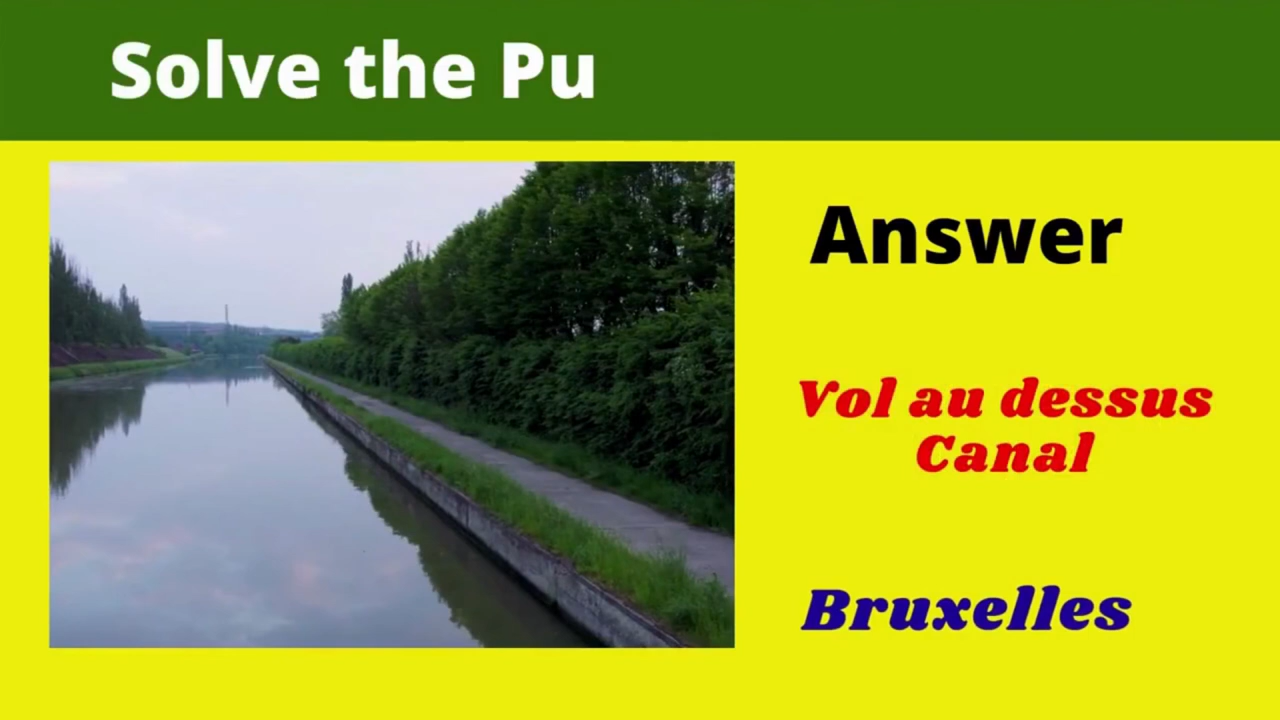 Solve the Pu
Answer
Vol au dessus
Canal
Bruxelles